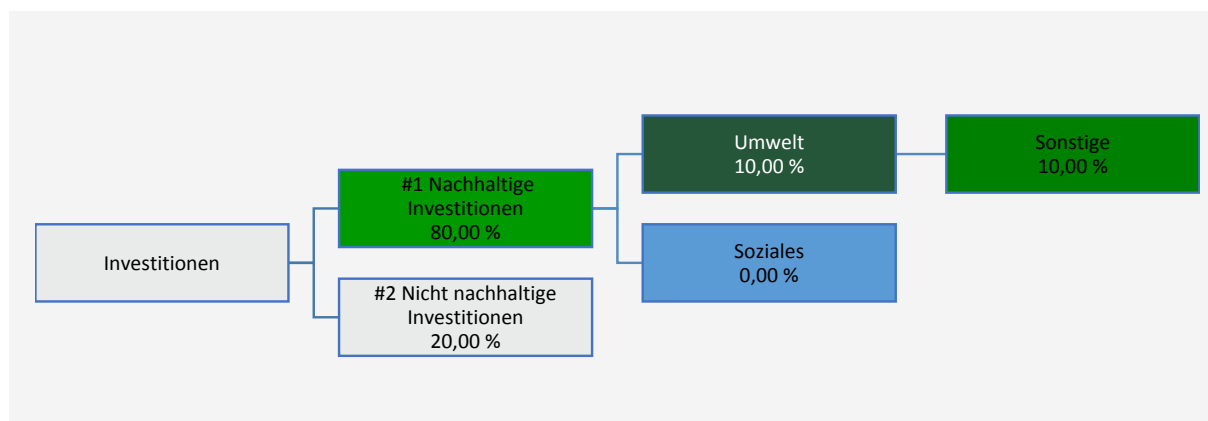 Investitionen
#1 Nachhaltige
Investitionen
80,00 %
#2 Nicht nachhaltige
Investitionen
20,00 %
Umwelt
10,00 %
Soziales
0,00 %
Sonstige
10,00 %